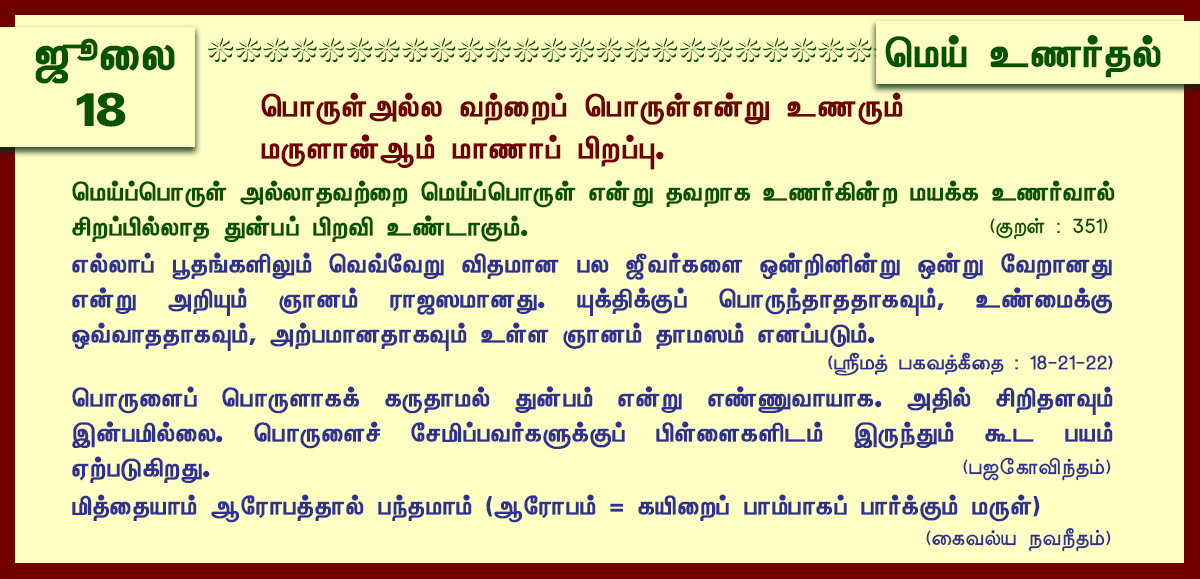 ஜூலை
18
மெய் உணர்தல்
பொருள்அல்ல வற்றைப் பொருள்என்று உணரும்
மருளான்ஆம் மாணாப் பிறப்பு.
மெய்ப்பொருள் அல்லாதவற்றை மெய்ப்பொருள் என்று தவறாக உணர்கின்ற மயக்க உணர்வால்
சிறப்பில்லாத துன்பப் பிறவி உண்டாகும்.
(குறள் : 351)
எல்லாப் பூதங்களிலும் வெவ்வேறு விதமான பல ஜீவர்களை ஒன்றினின்று ஒன்று வேறானது
என்று அறியும் ஞானம் ராஜஸமானது. யுக்திக்குப் பொருந்தாததாகவும், உண்மைக்கு
ஒவ்வாததாகவும், அற்பமானதாகவும் உள்ள ஞானம் தாமஸம் எனப்படும்.
(ஸ்ரீமத் பகவத்கீதை : 18-21-22)
பொருளைப் பொருளாகக் கருதாமல் துன்பம் என்று எண்ணுவாயாக. அதில் சிறிதளவும்
இன்பமில்லை. பொருளைச் சேமிப்பவர்களுக்குப் பிள்ளைகளிடம் இருந்தும் கூட பயம்
ஏற்படுகிறது.
(பஜகோவிந்தம்)
மித்தையாம் ஆரோபத்தால் பந்தமாம் (ஆரோபம் = கயிறைப் பாம்பாகப் பார்க்கும் மருள்)
(கைவல்ய நவநீதம்)